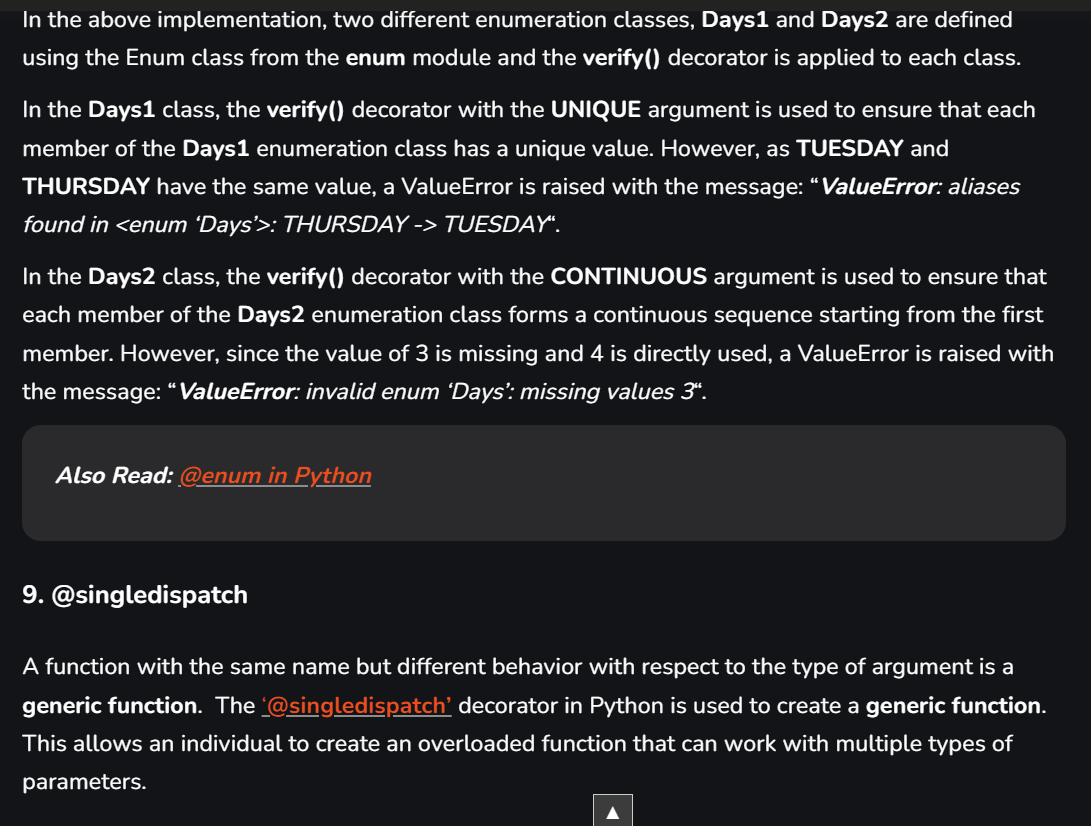 In the above implementation, two different enumeration classes, Days1 and Days2 are defined
using the Enum class from the enum module and the verify() decorator is applied to each class.
In the Days1 class, the verify() decorator with the UNIQUE argument is used to ensure that each
member of the Days1 enumeration class has a unique value. However, as TUESDAY and
THURSDAY have the same value, a ValueError is raised with the message: “ValueError: aliases
found in <enum ‘Days’>: THURSDAY -> TUESDAY“.
In the Days2 class, the verify() decorator with the CONTINUOUS argument is used to ensure that
each member of the Days2 enumeration class forms a continuous sequence starting from the first
member. However, since the value of 3 is missing and 4 is directly used, a ValueError is raised with
the message: “ValueError: invalid enum ‘Days’: missing values 3“.
Also Read: @enum in Python
9. @singledispatch
A function with the same name but different behavior with respect to the type of argument is a
generic function. The ‘@singledispatch’ decorator in Python is used to create a generic function.
This allows an individual to create an overloaded function that can work with multiple types of
parameters.